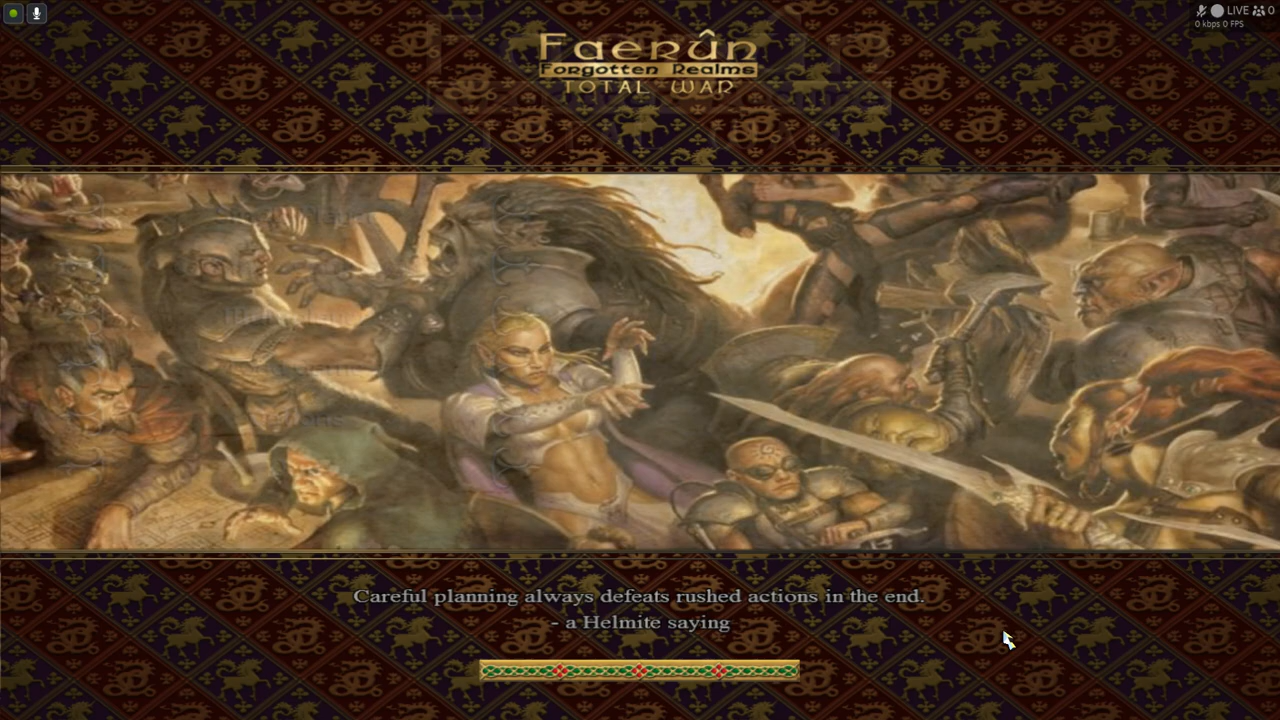 LIVE 0
0 kbps 0 FPS
Faerûn
Forgotten Realms
TOTAL WAR
Careful planning always defeats rushed actions in the end.
- a Helmite saying